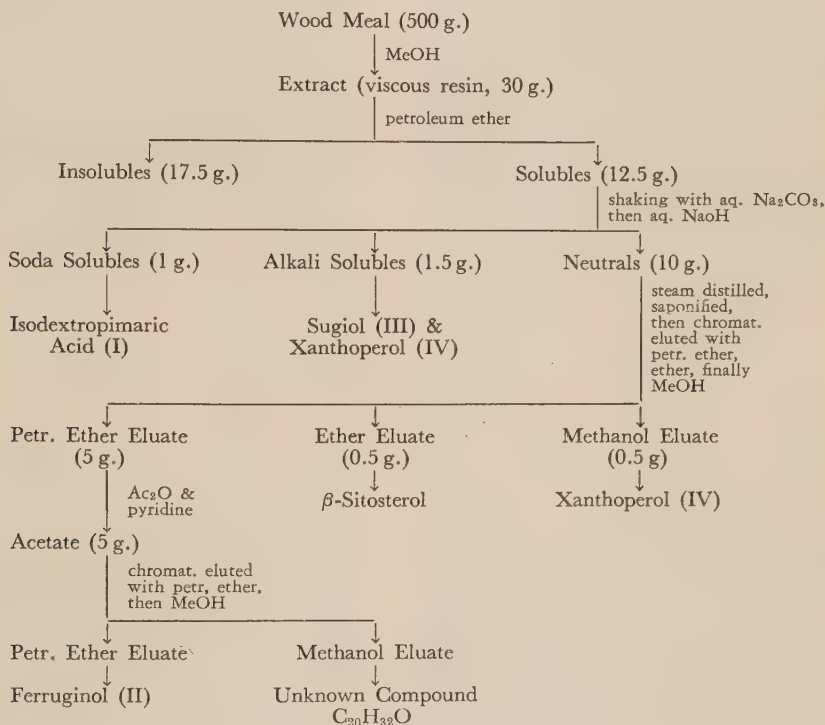 Wood Meal (500 g.)
MeOH
Extract (viscous resin, 30 g.)
petroleum ether
Insolubles (17.5 g.)
Solubles (12.5 g.)
shaking with aq. Na₂CO₃,
then aq. NaoH
Soda Solubles (1 g.)
Alkali Solubles (1.5 g.)
Neutrals (10 g.)
Isodextropimaric
Acid (I)
Sugiol (III) &
Xanthoperol (IV)
steam distilled,
saponified,
then chromat.
eluted with
petr. ether,
ether, finally
MeOH
Petr. Ether Eluate
(5 g.)
Ether Eluate
(0.5 g.)
Methanol Eluate
(0.5 g)
Ac₂O &
pyridine
β-Sitosterol
Xanthoperol (IV)
Acetate (5 g.)
chromat. eluted
with petr, ether,
then MeOH
Petr. Ether Eluate
Methanol Eluate
Ferruginol (II)
Unknown Compound
C₂₀H₃₂O